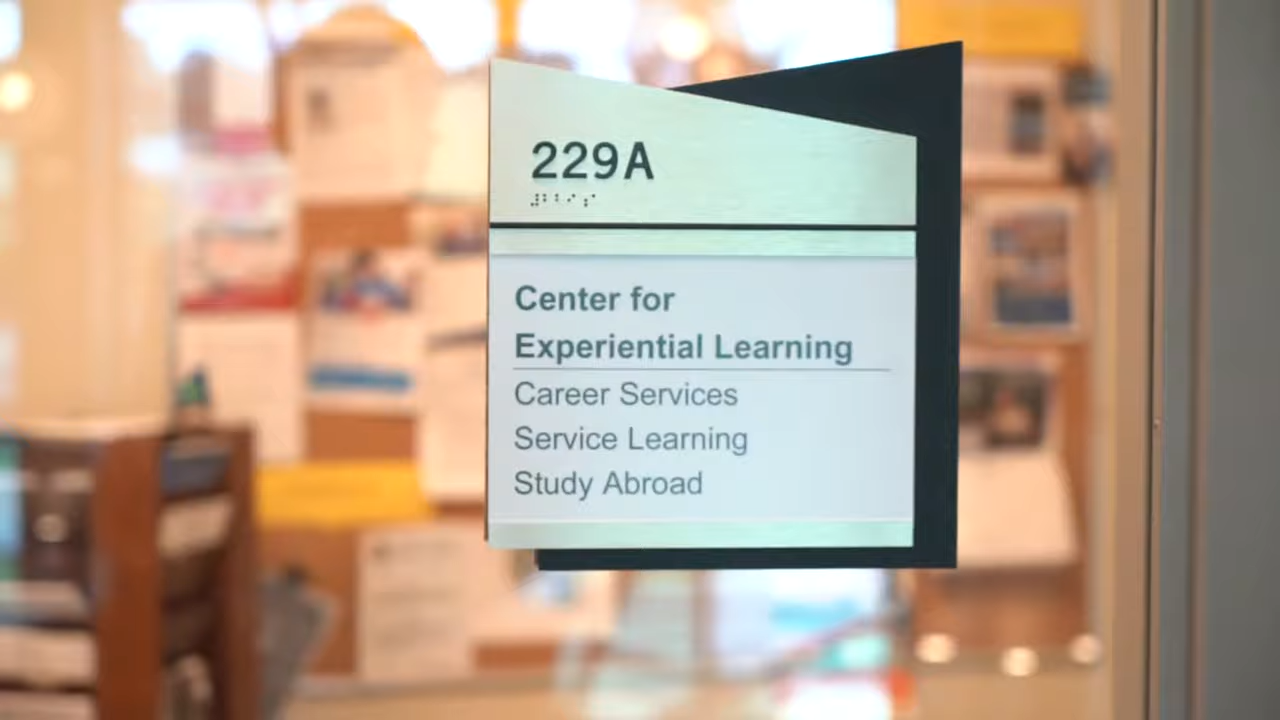 229A
Center for
Experiential Learning
Career Services
Service Learning
Study Abroad